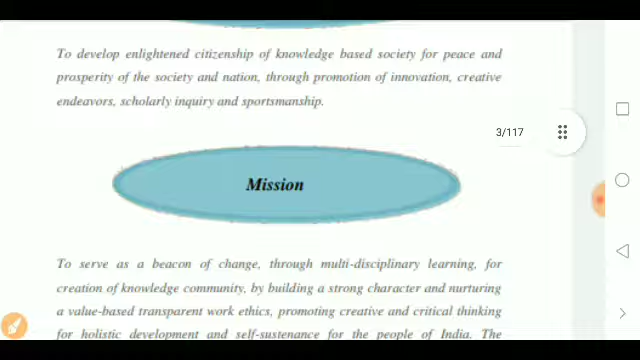 To develop enlightened citizenship of knowledge based society for peace and
prosperity of the society and nation, through promotion of innovation, creative
endeavors, scholarly inquiry and sportsmanship.
3/117
Mission
To serve as a beacon of change, through multi-disciplinary learning, for
creation of knowledge community, by building a strong character and nurturing
a value-based transparent work ethics, promoting creative and critical thinking
for holistic development and self-sustenance for the people of India. The